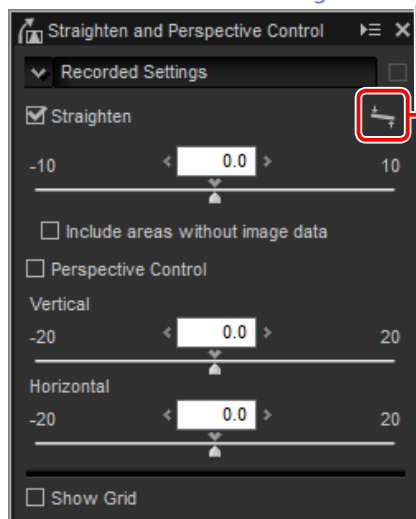 Straighten and Perspective Control
Recorded Settings
Straighten
-10 0.0 10
Include areas without image data
Perspective Control
Vertical
-20 0.0 20
Horizontal
-20 0.0 20
Show Grid